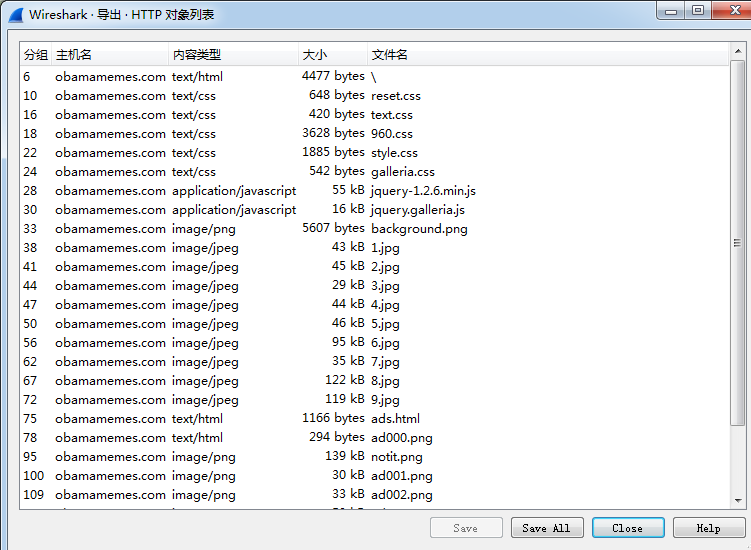 Wireshark · 导出 · HTTP 对象列表
分组 主机名 内容类型 大小 文件名
6 obamamemes.com text/html 4477 bytes \
10 obamamemes.com text/css 648 bytes reset.css
16 obamamemes.com text/css 420 bytes text.css
18 obamamemes.com text/css 3628 bytes 960.css
22 obamamemes.com text/css 1885 bytes style.css
24 obamamemes.com text/css 542 bytes galleria.css
28 obamamemes.com application/javascript 55 kB jquery-1.2.6.min.js
30 obamamemes.com application/javascript 16 kB jquery.galleria.js
33 obamamemes.com image/png 5607 bytes background.png
38 obamamemes.com image/jpeg 43 kB 1.jpg
41 obamamemes.com image/jpeg 45 kB 2.jpg
44 obamamemes.com image/jpeg 29 kB 3.jpg
47 obamamemes.com image/jpeg 44 kB 4.jpg
50 obamamemes.com image/jpeg 46 kB 5.jpg
56 obamamemes.com image/jpeg 95 kB 6.jpg
62 obamamemes.com image/jpeg 35 kB 7.jpg
67 obamamemes.com image/jpeg 122 kB 8.jpg
72 obamamemes.com image/jpeg 119 kB 9.jpg
75 obamamemes.com text/html 1166 bytes ads.html
78 obamamemes.com text/html 294 bytes ad000.png
95 obamamemes.com image/png 139 kB notit.png
100 obamamemes.com image/png 30 kB ad001.png
109 obamamemes.com image/png 33 kB ad002.png
Save Save All Close Help